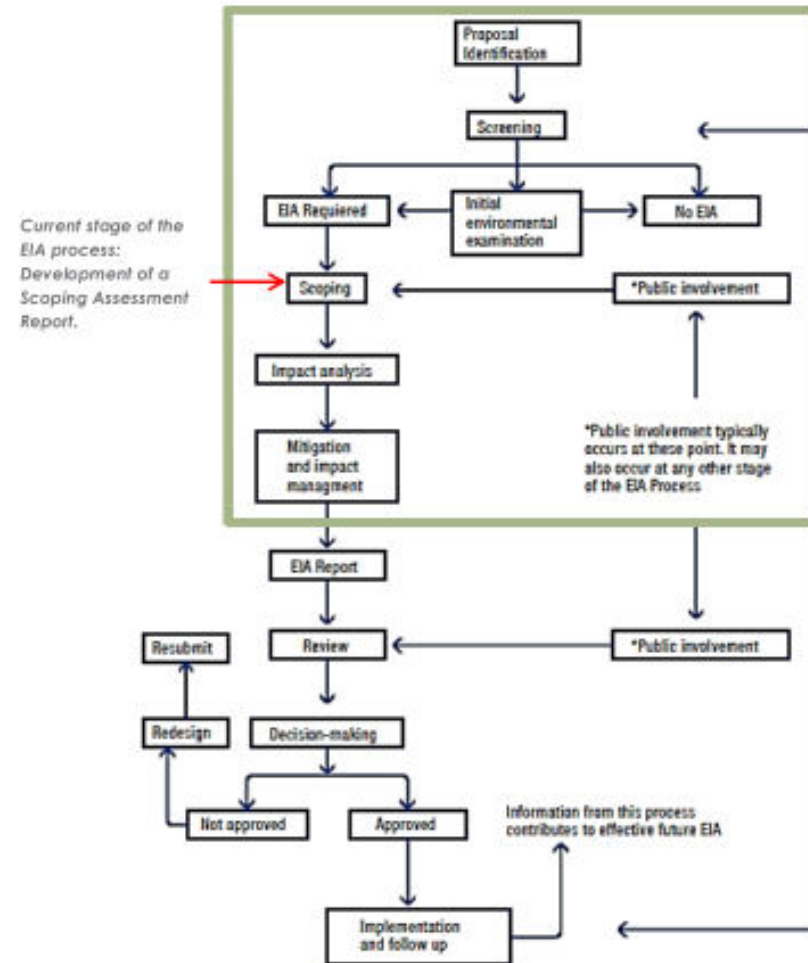 Proposal
Identification
Screening
EIA Requiered
Initial
environmental
examination
No EIA
Current stage of the
EIA process:
Development of a
Scoping Assessment
Report.
Scoping
*Public involvement
Impact analysis
Mitigation
and impact
managment
*Public involvement typically
occurs at these point. It may
also occur at any other stage
of the EIA Process
EIA Report
Resubmit
Review
*Public involvement
Redesign
Decision-making
Not approved
Approved
Information from this process
contributes to effective future EIA
Implementation
and follow up